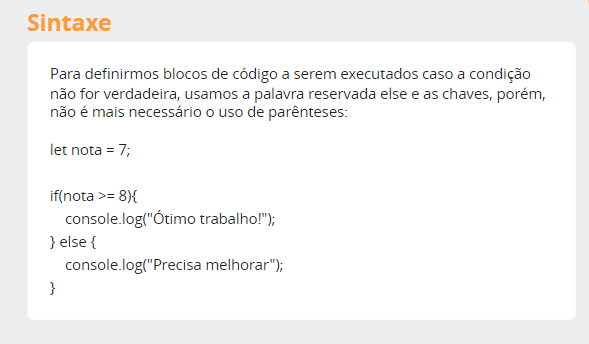 Sintaxe
Para definirmos blocos de código a serem executados caso a condição
não for verdadeira, usamos a palavra reservada else e as chaves, porém,
não é mais necessário o uso de parênteses:
let nota = 7;
if(nota >= 8){
console.log("Ótimo trabalho!");
} else {
console.log("Precisa melhorar");
}